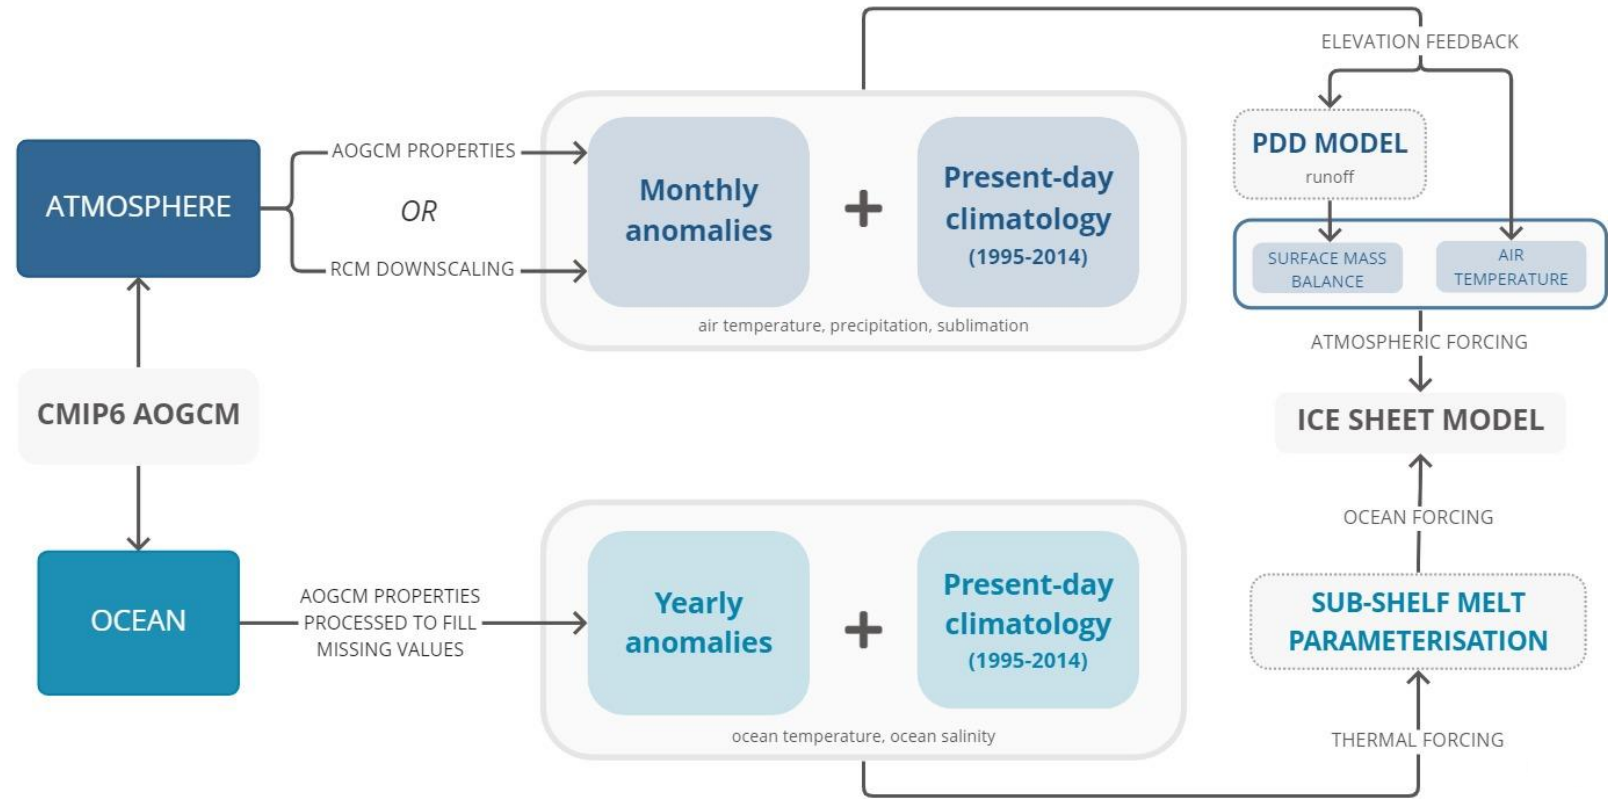 ELEVATION FEEDBACK
ATMOSPHERE
AOGCM PROPERTIES
OR
RCM DOWNSCALING
Monthly
anomalies
+
Present-day
climatology
(1995-2014)
air temperature, precipitation, sublimation
PDD MODEL
runoff
SURFACE MASS
BALANCE
AIR
TEMPERATURE
ATMOSPHERIC FORCING
CMIP6 AOGCM
ICE SHEET MODEL
OCEAN
AOGCM PROPERTIES
PROCESSED TO FILL
MISSING VALUES
Yearly
anomalies
+
Present-day
climatology
(1995-2014)
ocean temperature, ocean salinity
OCEAN FORCING
SUB-SHELF MELT
PARAMETERISATION
THERMAL FORCING